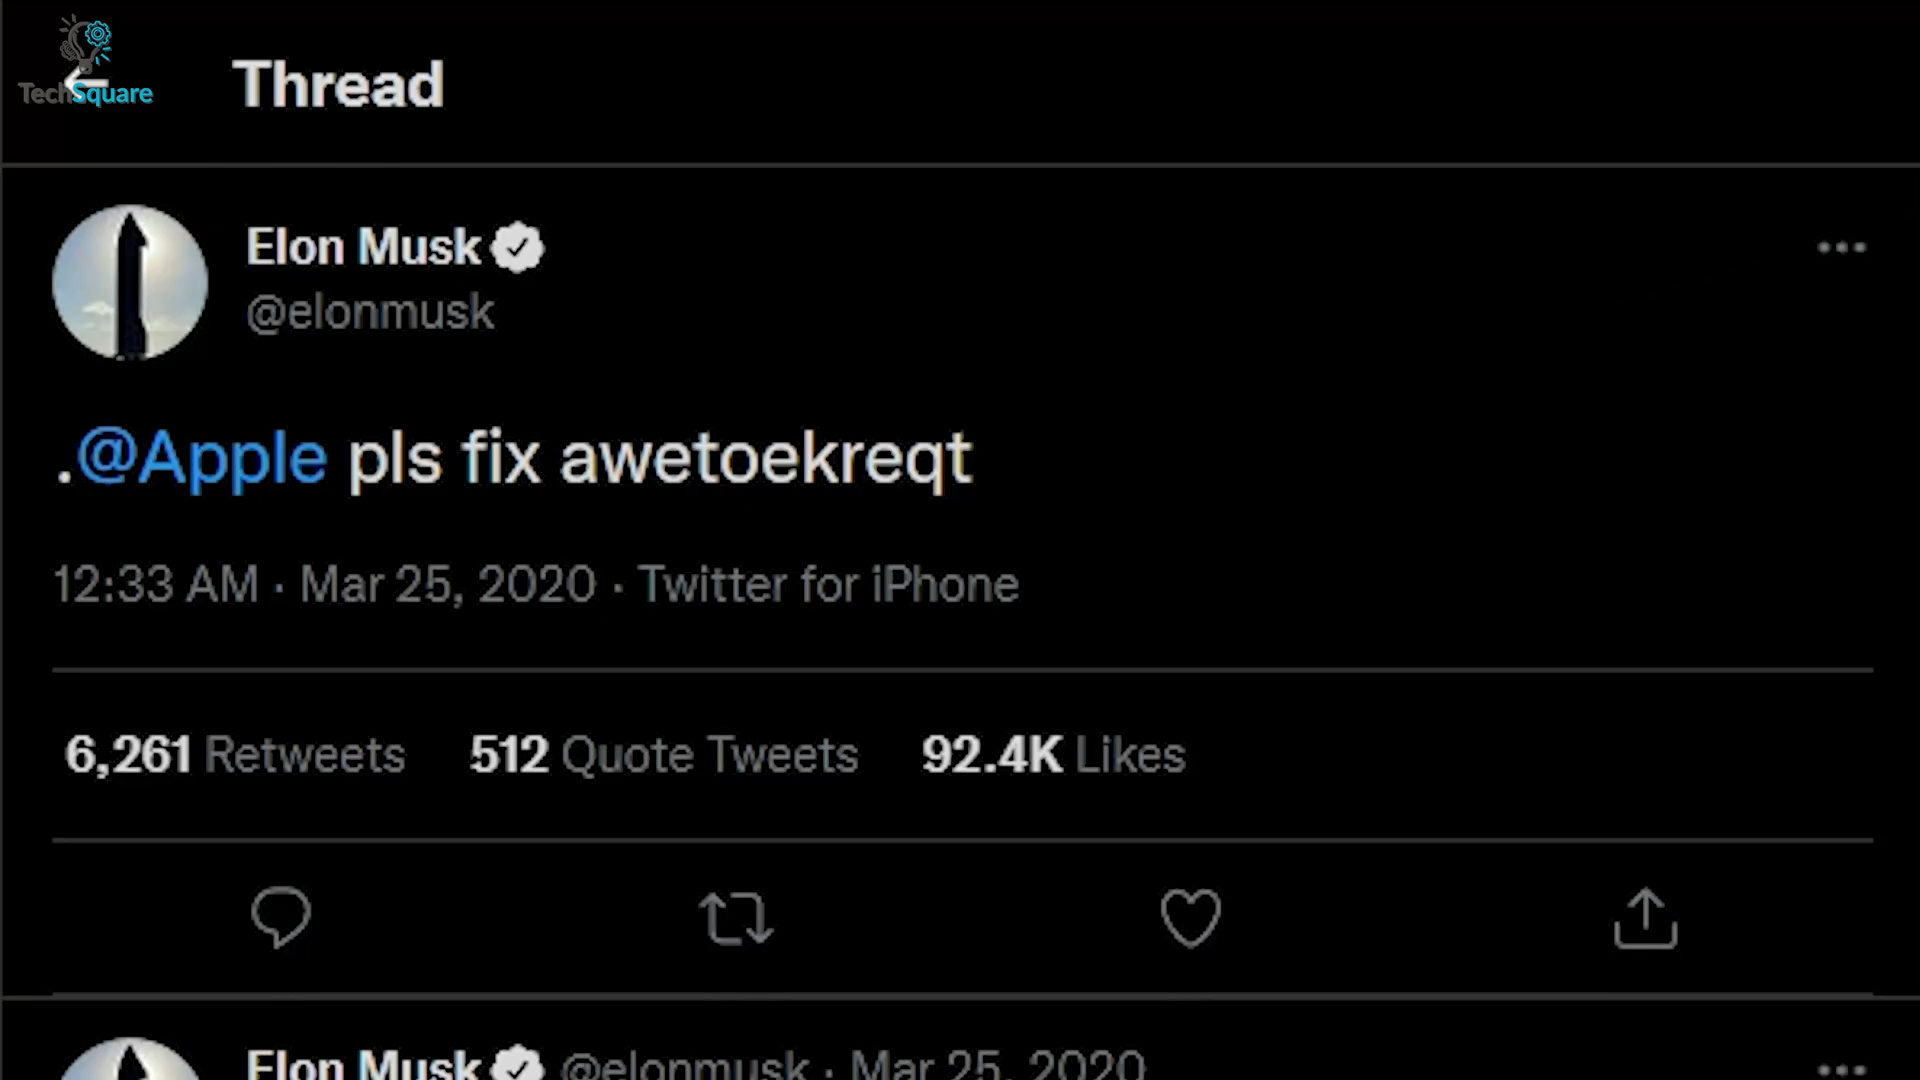 TechSquare
Thread
Elon Musk
@elonmusk
.@Apple pls fix awetoekreqt
12:33 AM · Mar 25, 2020 · Twitter for iPhone
6,261 Retweets 512 Quote Tweets 92.4K Likes
Elon Musk @elonmusk · Mar 25, 2020